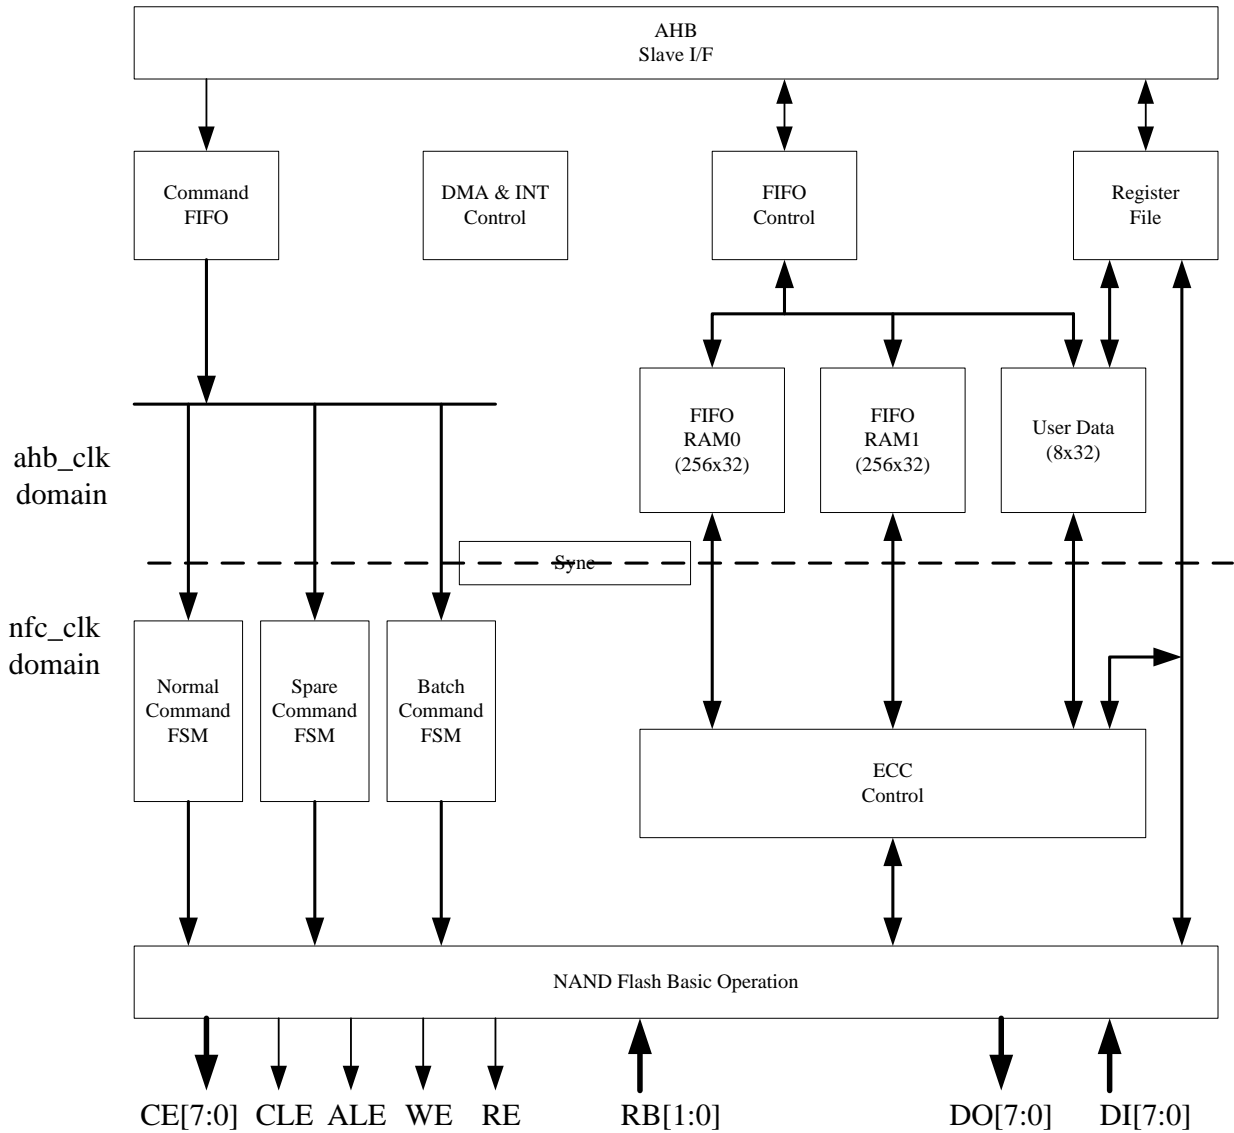 AHB
Slave I/F
Command
FIFO
DMA & INT
Control
FIFO
Control
Register
File
FIFO
RAM0
(256x32)
FIFO
RAM1
(256x32)
User Data
(8x32)
ahb_clk
domain
Sync
nfc_clk
domain
Normal
Command
FSM
Spare
Command
FSM
Batch
Command
FSM
ECC
Control
NAND Flash Basic Operation
CE[7:0] CLE ALE WE RE RB[1:0] DO[7:0] DI[7:0]